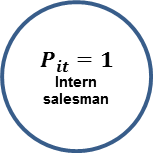 P_it = 1
Intern
salesman